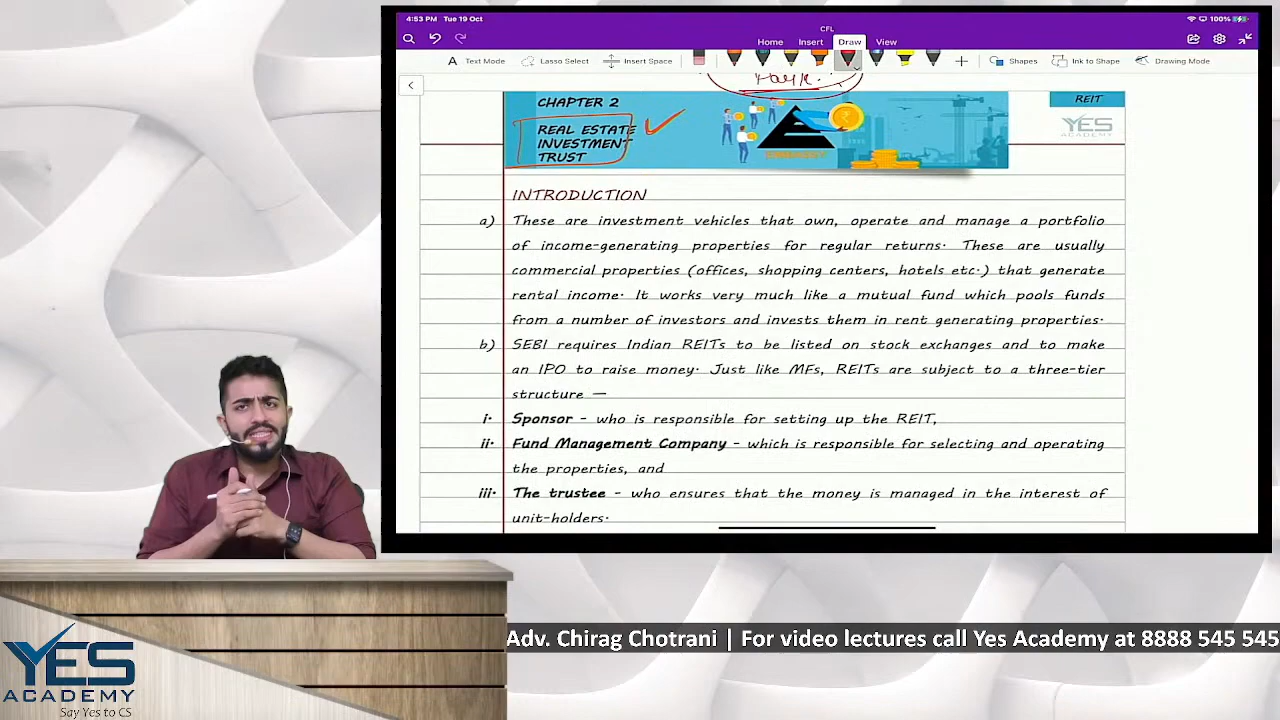 4:53 PM Tue 19 Oct
100%
CFL
Home Insert Draw View
A Text Mode Lasso Select Insert Space Shapes Ink to Shape Drawing Mode
CHAPTER 2
REAL ESTATE
INVESTMENT
TRUST
REIT
YES
ACADEMY
INTRODUCTION
a) These are investment vehicles that own, operate and manage a portfolio
of income-generating properties for regular returns. These are usually
commercial properties (offices, shopping centers, hotels etc.) that generate
rental income. It works very much like a mutual fund which pools funds
from a number of investors and invests them in rent generating properties.
b) SEBI requires Indian REITs to be listed on stock exchanges and to make
an IPO to raise money. Just like MFs, REITs are subject to a three-tier
structure —
i. Sponsor - who is responsible for setting up the REIT,
ii. Fund Management Company - which is responsible for selecting and operating
the properties, and
iii. The trustee - who ensures that the money is managed in the interest of
unit-holders.
Adv. Chirag Chotrani | For video lectures call Yes Academy at 8888 545 545
YES
ACADEMY
Say Yes to CS